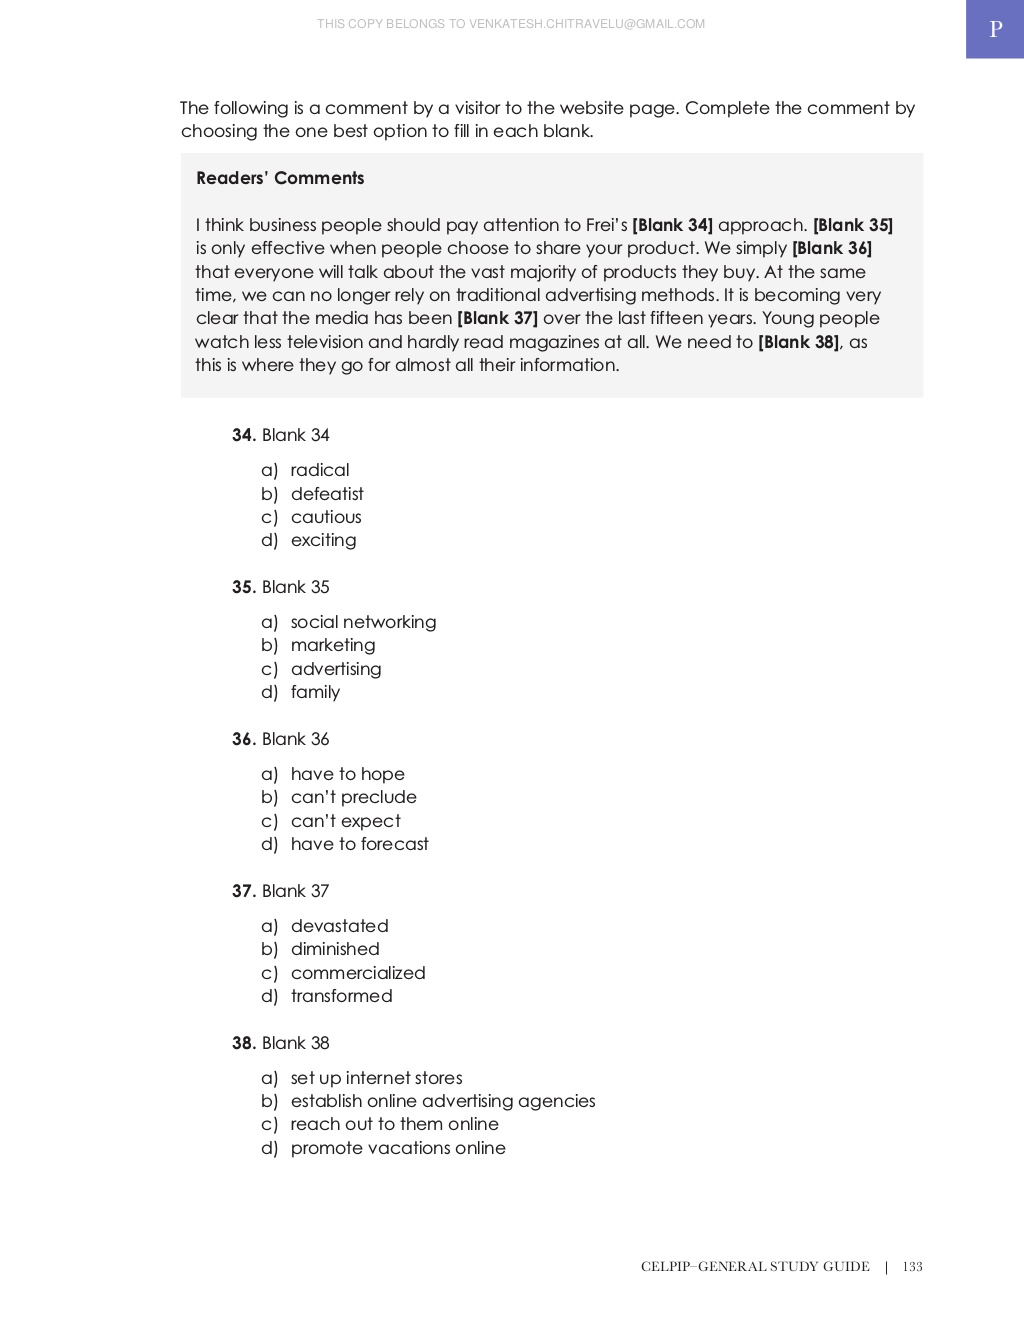 THIS COPY BELONGS TO VENKATESH.CHITRAVELU@GMAIL.COM
P
The following is a comment by a visitor to the website page. Complete the comment by
choosing the one best option to fill in each blank.
Readers' Comments
I think business people should pay attention to Frei's [Blank 34] approach. [Blank 35]
is only effective when people choose to share your product. We simply [Blank 36]
that everyone will talk about the vast majority of products they buy. At the same
time, we can no longer rely on traditional advertising methods. It is becoming very
clear that the media has been [Blank 37] over the last fifteen years. Young people
watch less television and hardly read magazines at all. We need to [Blank 38], as
this is where they go for almost all their information.
34. Blank 34
a) radical
b) defeatist
c) cautious
d) exciting
35. Blank 35
a) social networking
b) marketing
c) advertising
d) family
36. Blank 36
a) have to hope
b) can't preclude
c) can't expect
d) have to forecast
37. Blank 37
a) devastated
b) diminished
c) commercialized
d) transformed
38. Blank 38
a) set up internet stores
b) establish online advertising agencies
c) reach out to them online
d) promote vacations online
CELPIP–GENERAL STUDY GUIDE | 133